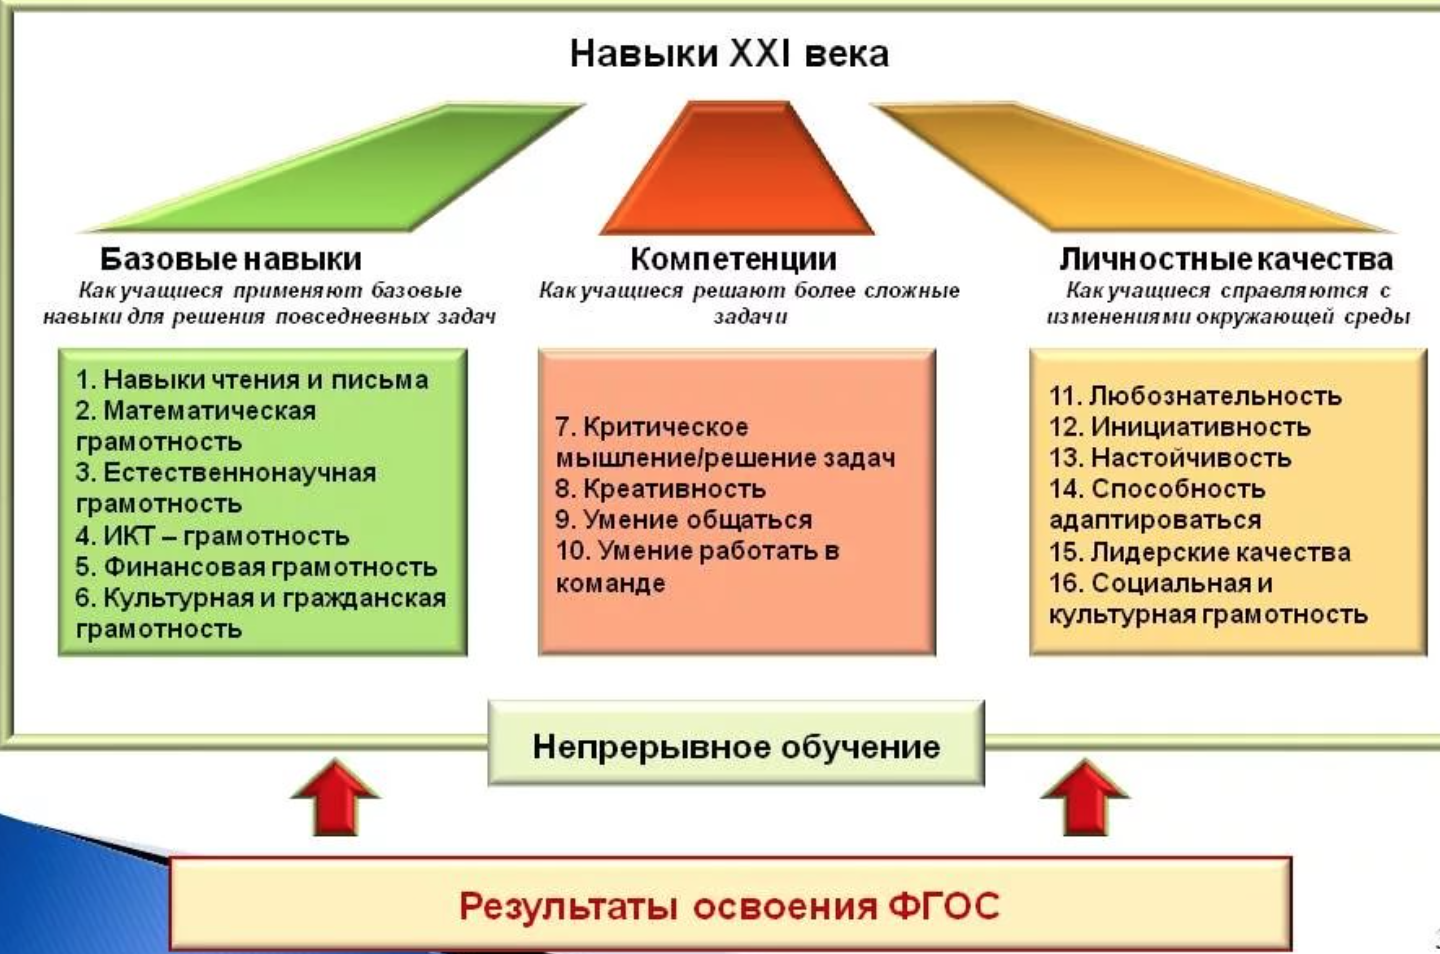 Навыки XXI века
Базовые навыки
Как учащиеся применяют базовые
навыки для решения повседневных задач
1. Навыки чтения и письма
2. Математическая
грамотность
3. Естественнонаучная
грамотность
4. ИКТ – грамотность
5. Финансовая грамотность
6. Культурная и гражданская
грамотность
Компетенции
Как учащиеся решают более сложные
задачи
7. Критическое
мышление/решение задач
8. Креативность
9. Умение общаться
10. Умение работать в
команде
Личностные качества
Как учащиеся справляются с
изменениями окружающей среды
11. Любознательность
12. Инициативность
13. Настойчивость
14. Способность
адаптироваться
15. Лидерские качества
16. Социальная и
культурная грамотность
Непрерывное обучение
Результаты освоения ФГОС